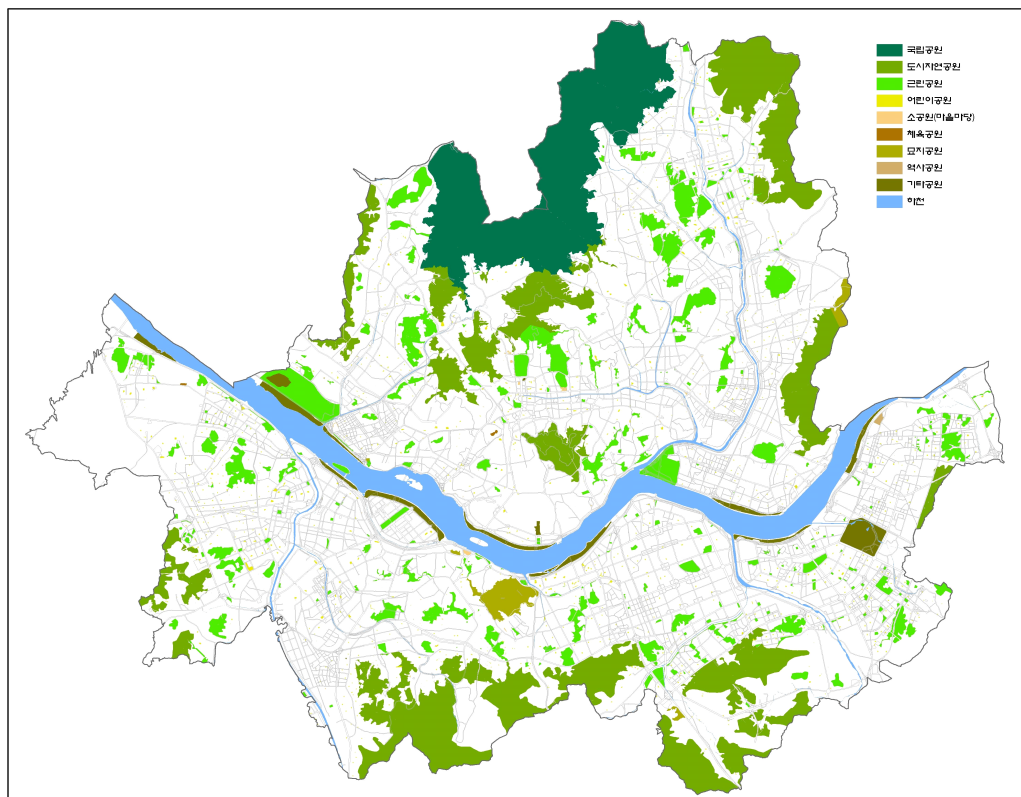 국립공원
도시자연공원
근린공원
어린이공원
소공원(마을마당)
체육공원
묘지공원
역사공원
기타공원
하천